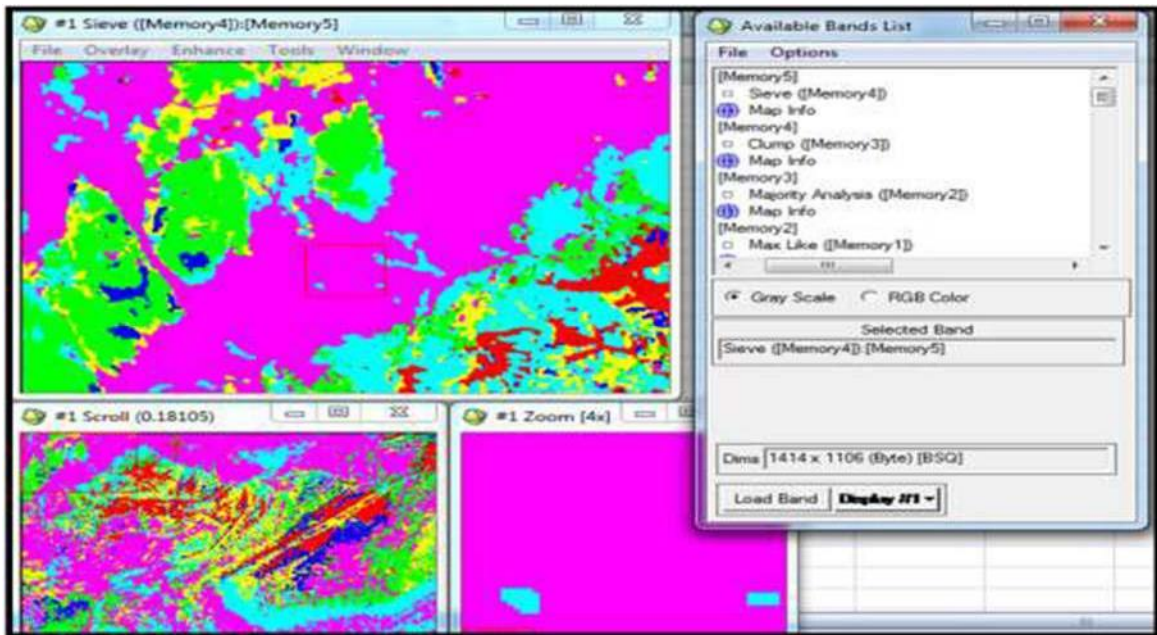 #1 Sieve ([Memory4]):[Memory5]
File Overlay Enhance Tools Window
#1 Scroll (0.18105)
#1 Zoom [4x]
Available Bands List
File Options
[Memory5]
Sieve ([Memory4])
Map Info
[Memory4]
Clump ([Memory3])
Map Info
[Memory3]
Majority Analysis ([Memory2])
Map Info
[Memory2]
Max Like ([Memory1])
Gray Scale RGB Color
Selected Band
Sieve ([Memory4]):[Memory5]
Dims 1414 x 1106 (Byte) [BSQ]
Load Band Display #1